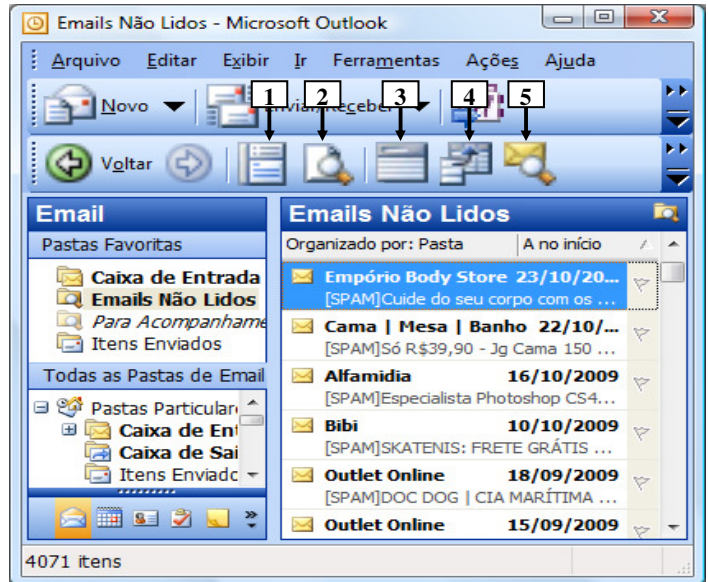 Emails Não Lidos - Microsoft Outlook
Arquivo Editar Exibir Ir Ferramentas Ações Ajuda
Novo 1 2 3 4 5
Voltar
Email
Pastas Favoritas
Caixa de Entrada
Emails Não Lidos
Para Acompanhame
Itens Enviados
Todas as Pastas de Email
Pastas Particular
Caixa de Ent
Caixa de Sai
Itens Enviado
Emails Não Lidos
Organizado por: Pasta A no início
Empório Body Store 23/10/20...
[SPAM]Cuide do seu corpo com os ...
Cama | Mesa | Banho 22/10/...
[SPAM]Só R$39,90 - Jg Cama 150 ...
Alfamidia 16/10/2009
[SPAM]Especialista Photoshop CS4...
Bibi 10/10/2009
[SPAM]SKATENIS: FRETE GRÁTIS ...
Outlet Online 18/09/2009
[SPAM]DOC DOG | CIA MARÍTIMA ...
Outlet Online 15/09/2009
4071 itens